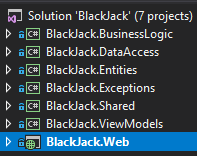 Solution 'BlackJack' (7 projects)
C# BlackJack.BusinessLogic
C# BlackJack.DataAccess
C# BlackJack.Entities
C# BlackJack.Exceptions
C# BlackJack.Shared
C# BlackJack.ViewModels
BlackJack.Web